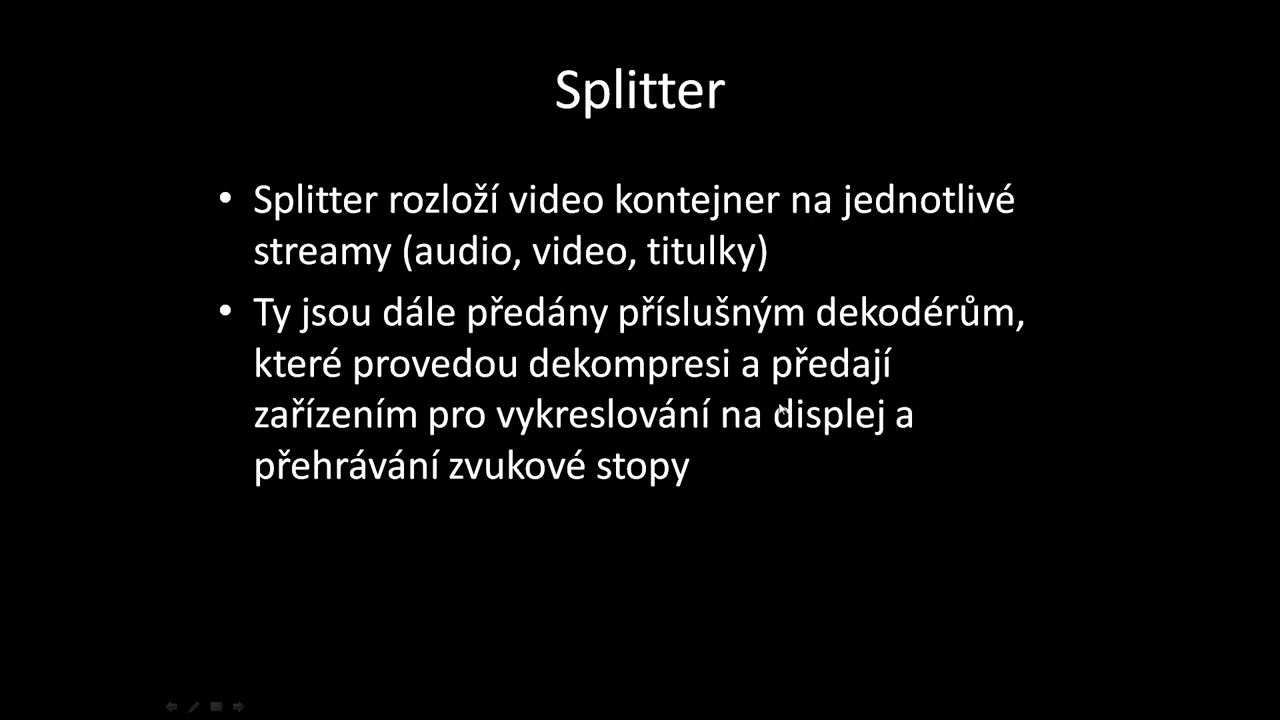 Splitter
• Splitter rozloží video kontejner na jednotlivé
streamy (audio, video, titulky)
• Ty jsou dále předány příslušným dekodérům,
které provedou dekompresi a předají
zařízením pro vykreslování na displej a
přehrávání zvukové stopy